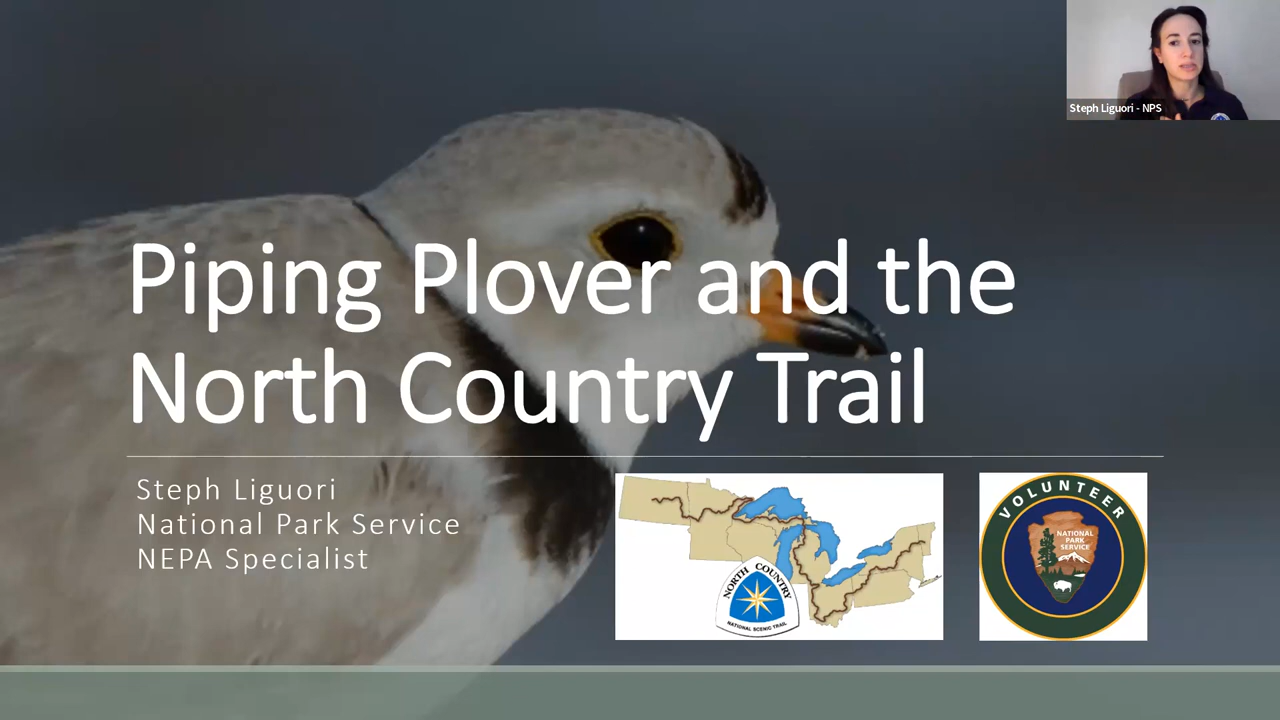 Steph Liguori - NPS
Piping Plover and the
North Country Trail
Steph Liguori
National Park Service
NEPA Specialist
NORTH COUNTRY
NATIONAL SCENIC TRAIL
VOLUNTEER
NATIONAL
PARK
SERVICE